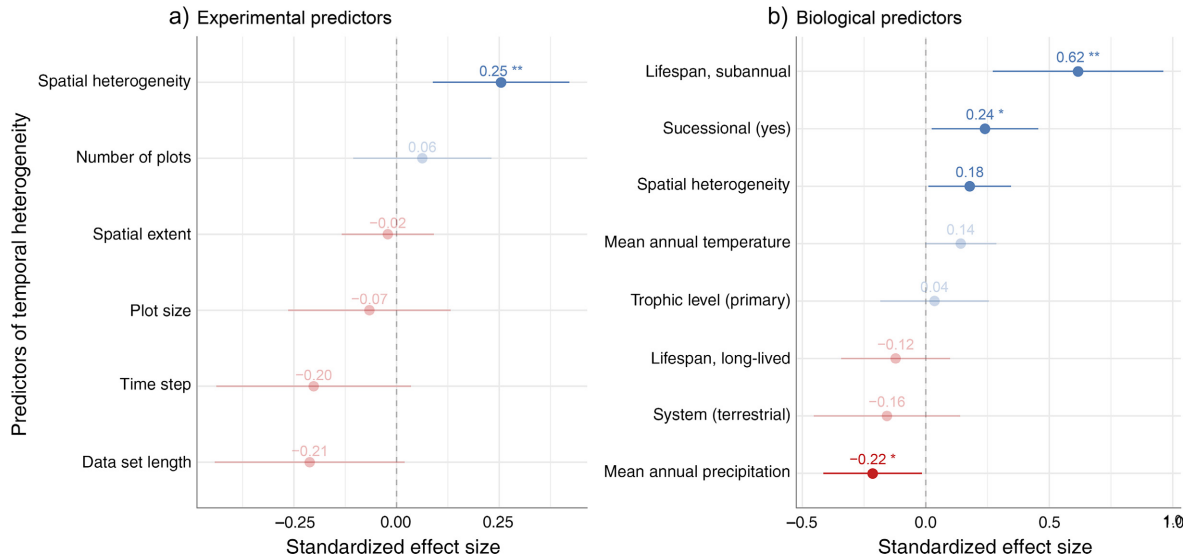 a) Experimental predictors
Predictors of temporal heterogeneity
Spatial heterogeneity
0.25 **
Number of plots
0.06
Spatial extent
−0.02
Plot size
−0.07
Time step
−0.20
Data set length
−0.21
−0.25
0.00
0.25
Standardized effect size
b) Biological predictors
Lifespan, subannual
0.62 **
Sucessional (yes)
0.24 *
Spatial heterogeneity
0.18
Mean annual temperature
0.14
Trophic level (primary)
0.04
Lifespan, long-lived
−0.12
System (terrestrial)
−0.16
Mean annual precipitation
−0.22 *
−0.5
0.0
0.5
1.0
Standardized effect size